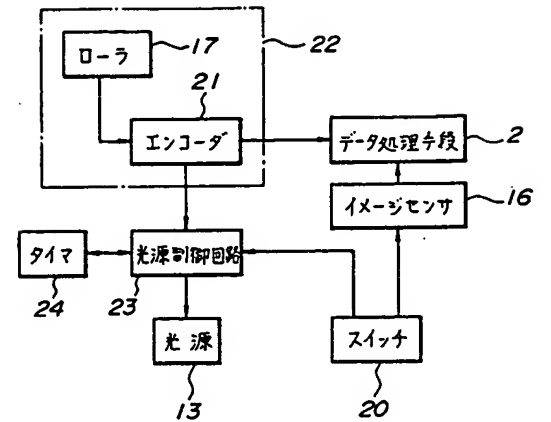 ローラ
17
22
21
エンコーダ
データ処理手段
2
イメージセンサ
16
タイマ
24
光源制御回路
23
光源
13
スイッチ
20